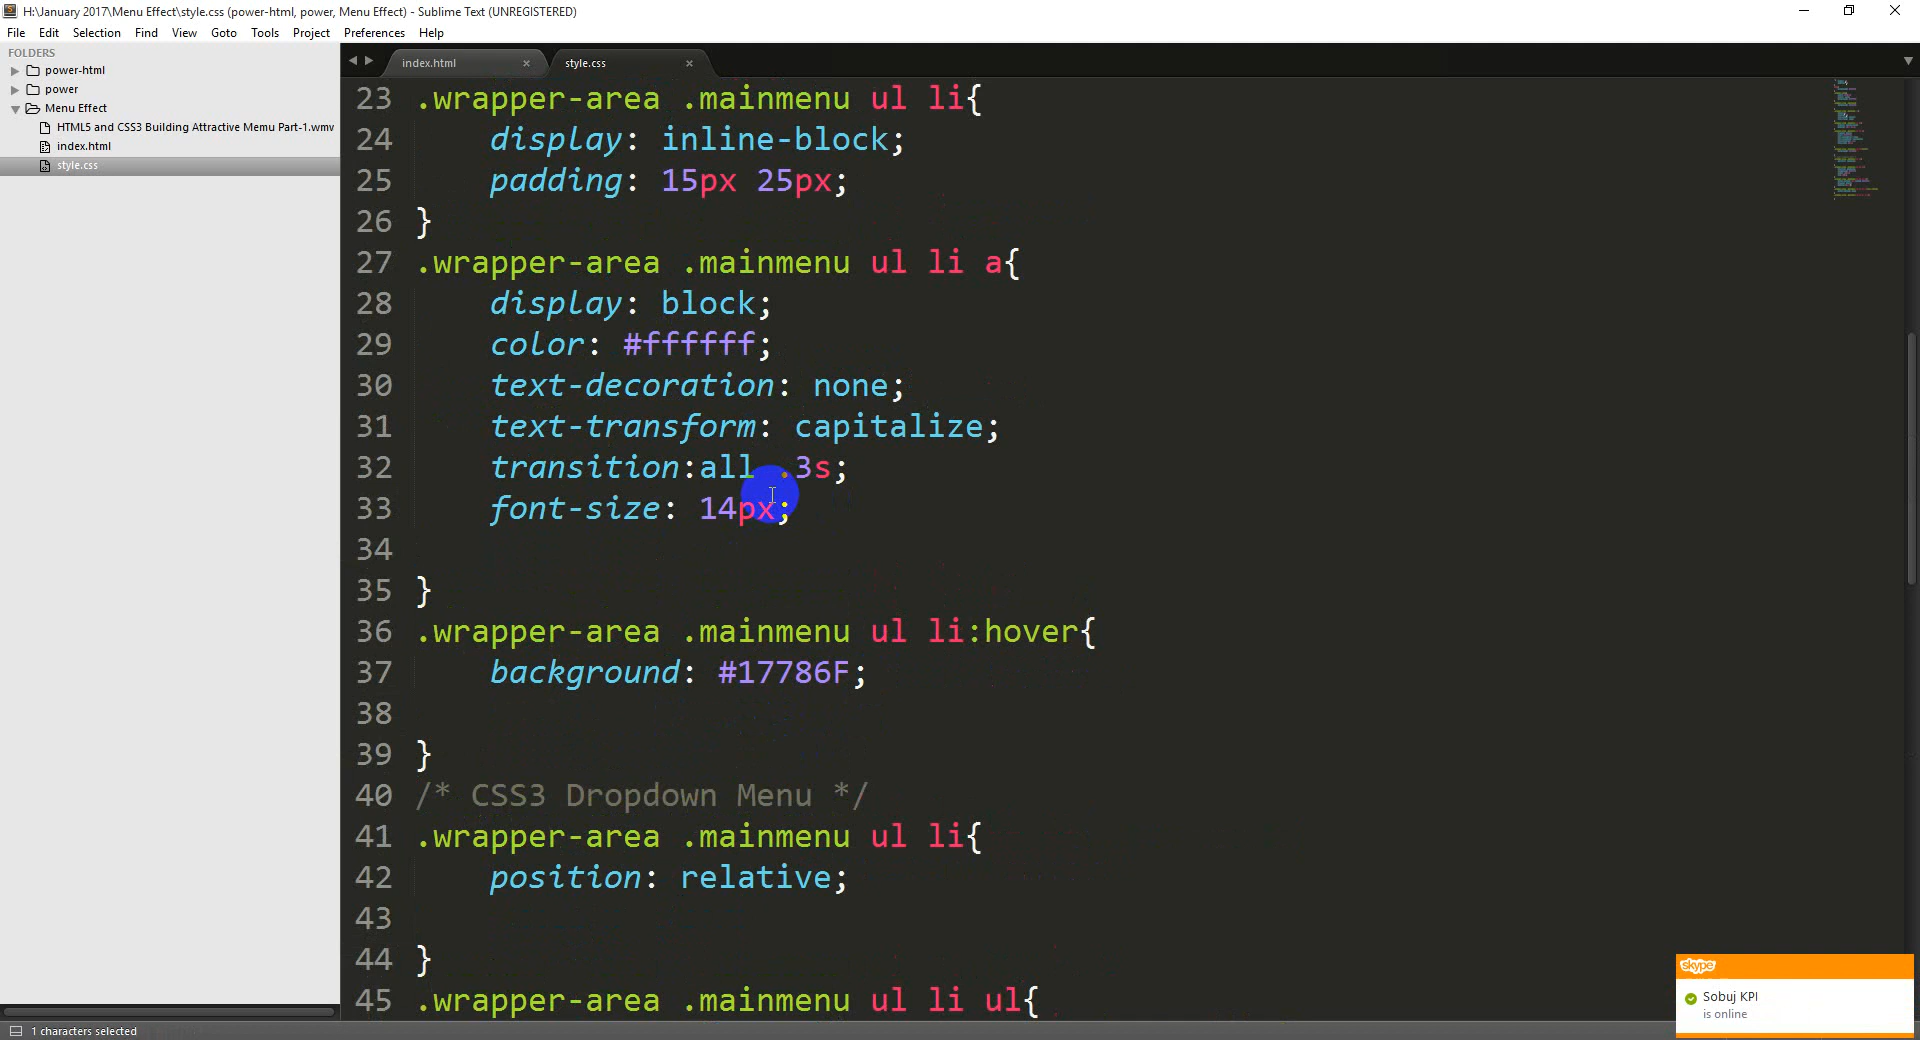 H:\January 2017\Menu Effect\style.css (power-html, power, Menu Effect) - Sublime Text (UNREGISTERED)
File Edit Selection Find View Goto Tools Project Preferences Help
FOLDERS
power-html
power
Menu Effect
HTML5 and CSS3 Building Attractive Memu Part-1.wmv
index.html
style.css
index.html × style.css ×
23 .wrapper-area .mainmenu ul li{
24 display: inline-block;
25 padding: 15px 25px;
26 }
27 .wrapper-area .mainmenu ul li a{
28 display: block;
29 color: #ffffff;
30 text-decoration: none;
31 text-transform: capitalize;
32 transition:all .3s;
33 font-size: 14px;
34
35 }
36 .wrapper-area .mainmenu ul li:hover{
37 background: #17786F;
38
39 }
40 /* CSS3 Dropdown Menu */
41 .wrapper-area .mainmenu ul li{
42 position: relative;
43
44 }
45 .wrapper-area .mainmenu ul li ul{
1 characters selected
skype
Sobuj KPI
is online